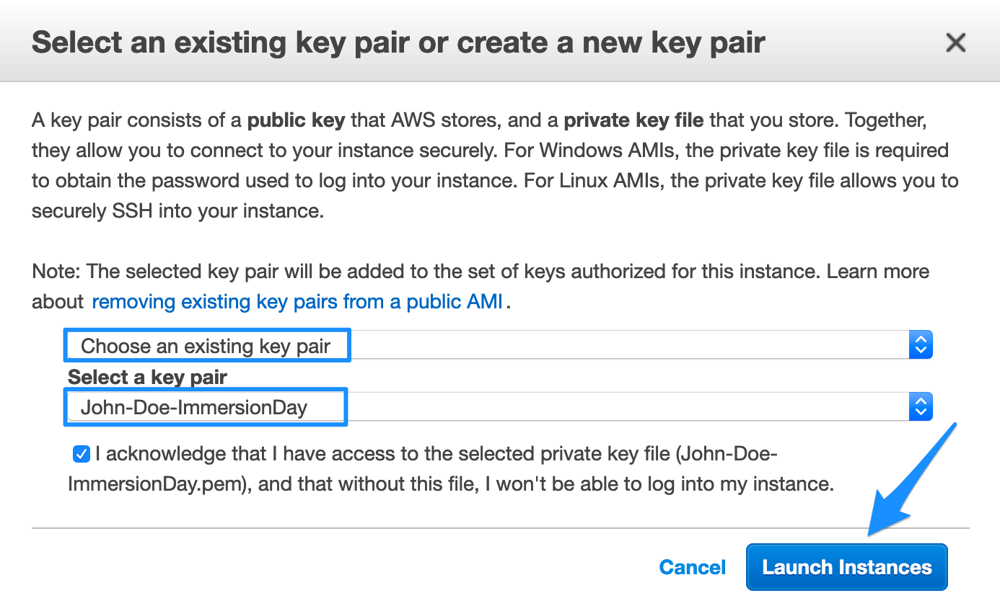 Select an existing key pair or create a new key pair
A key pair consists of a public key that AWS stores, and a private key file that you store. Together,
they allow you to connect to your instance securely. For Windows AMIs, the private key file is required
to obtain the password used to log into your instance. For Linux AMIs, the private key file allows you to
securely SSH into your instance.
Note: The selected key pair will be added to the set of keys authorized for this instance. Learn more
about removing existing key pairs from a public AMI.
Choose an existing key pair
Select a key pair
John-Doe-ImmersionDay
I acknowledge that I have access to the selected private key file (John-Doe-
ImmersionDay.pem), and that without this file, I won't be able to log into my instance.
Cancel Launch Instances